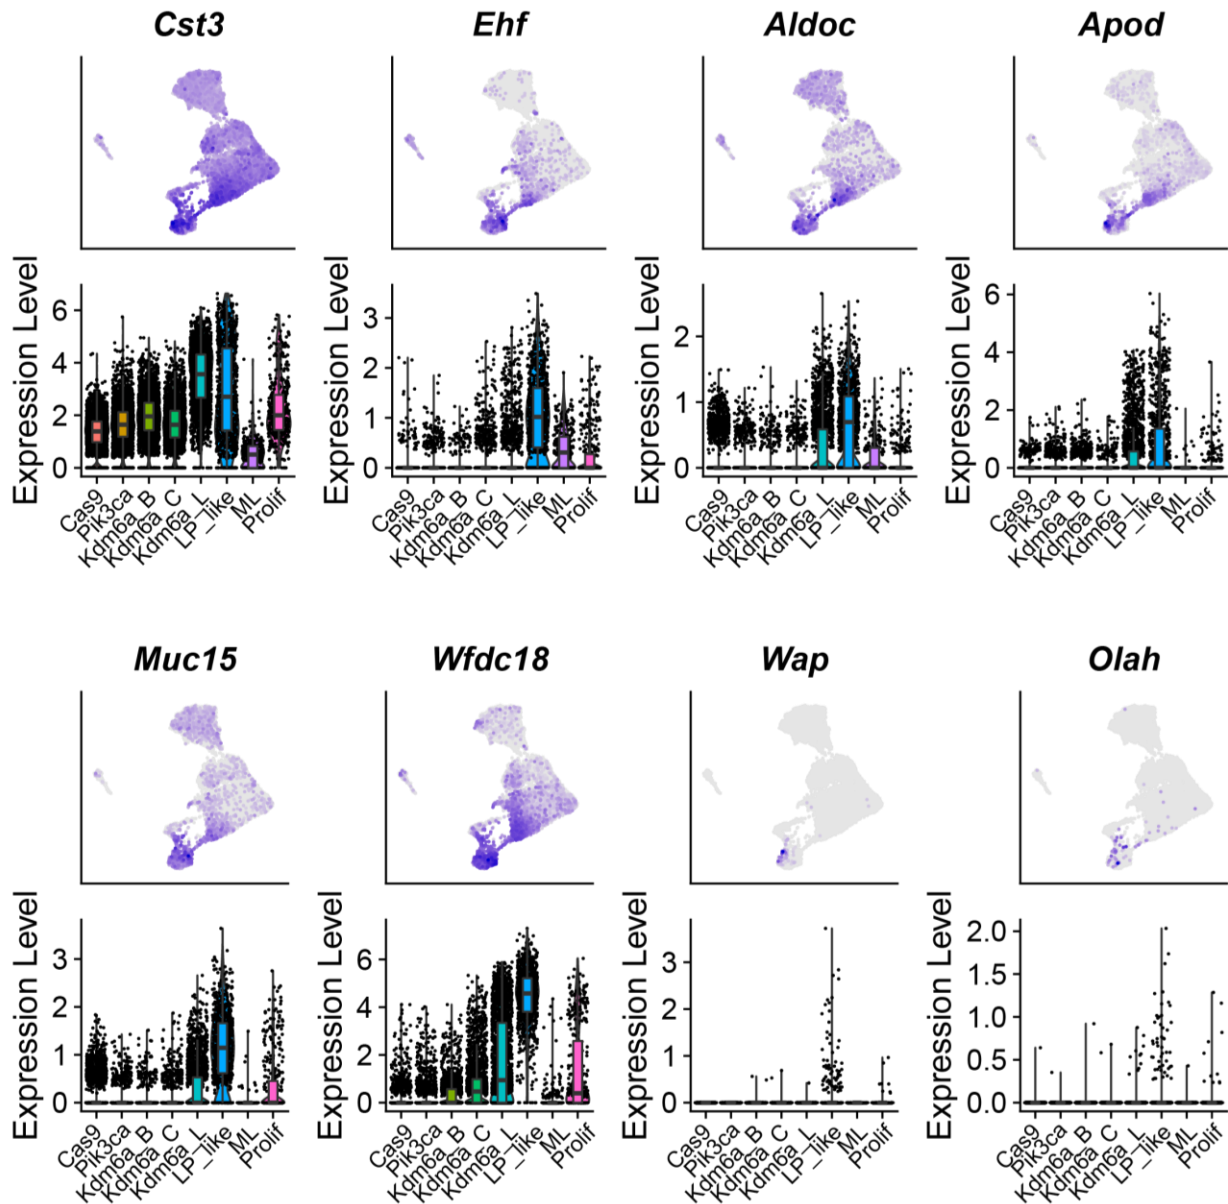 Cst3 Ehf Aldoc Apod
Expression Level Expression Level Expression Level Expression Level
6 3 2 6
4 2 1 4
2 1 0 2
0 0 0
Cas9 Pik3ca Kdm6a_B Kdm6a_C Kdm6a_L LP_like ML Prolif
Cas9 Pik3ca Kdm6a_B Kdm6a_C Kdm6a_L LP_like ML Prolif
Cas9 Pik3ca Kdm6a_B Kdm6a_C Kdm6a_L LP_like ML Prolif
Cas9 Pik3ca Kdm6a_B Kdm6a_C Kdm6a_L LP_like ML Prolif
Muc15 Wfdc18 Wap Olah
Expression Level Expression Level Expression Level Expression Level
3 6 3 2.0
2 4 2 1.5
1 2 1 1.0
0 0 0 0.5
0.0
Cas9 Pik3ca Kdm6a_B Kdm6a_C Kdm6a_L LP_like ML Prolif
Cas9 Pik3ca Kdm6a_B Kdm6a_C Kdm6a_L LP_like ML Prolif
Cas9 Pik3ca Kdm6a_B Kdm6a_C Kdm6a_L LP_like ML Prolif
Cas9 Pik3ca Kdm6a_B Kdm6a_C Kdm6a_L LP_like ML Prolif